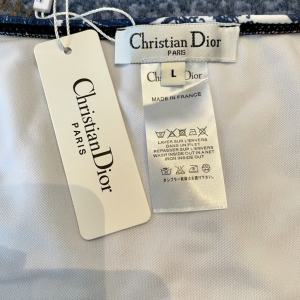 Christian Dior
PARIS
L
Christian Dior
PARIS
MADE IN FRANCE
LAVER SUR L'ENVERS
DANS UN FILET
REPASSER SUR L'ENVERS
WASH INSIDE OUT IN A NET
IRON INSIDE OUT